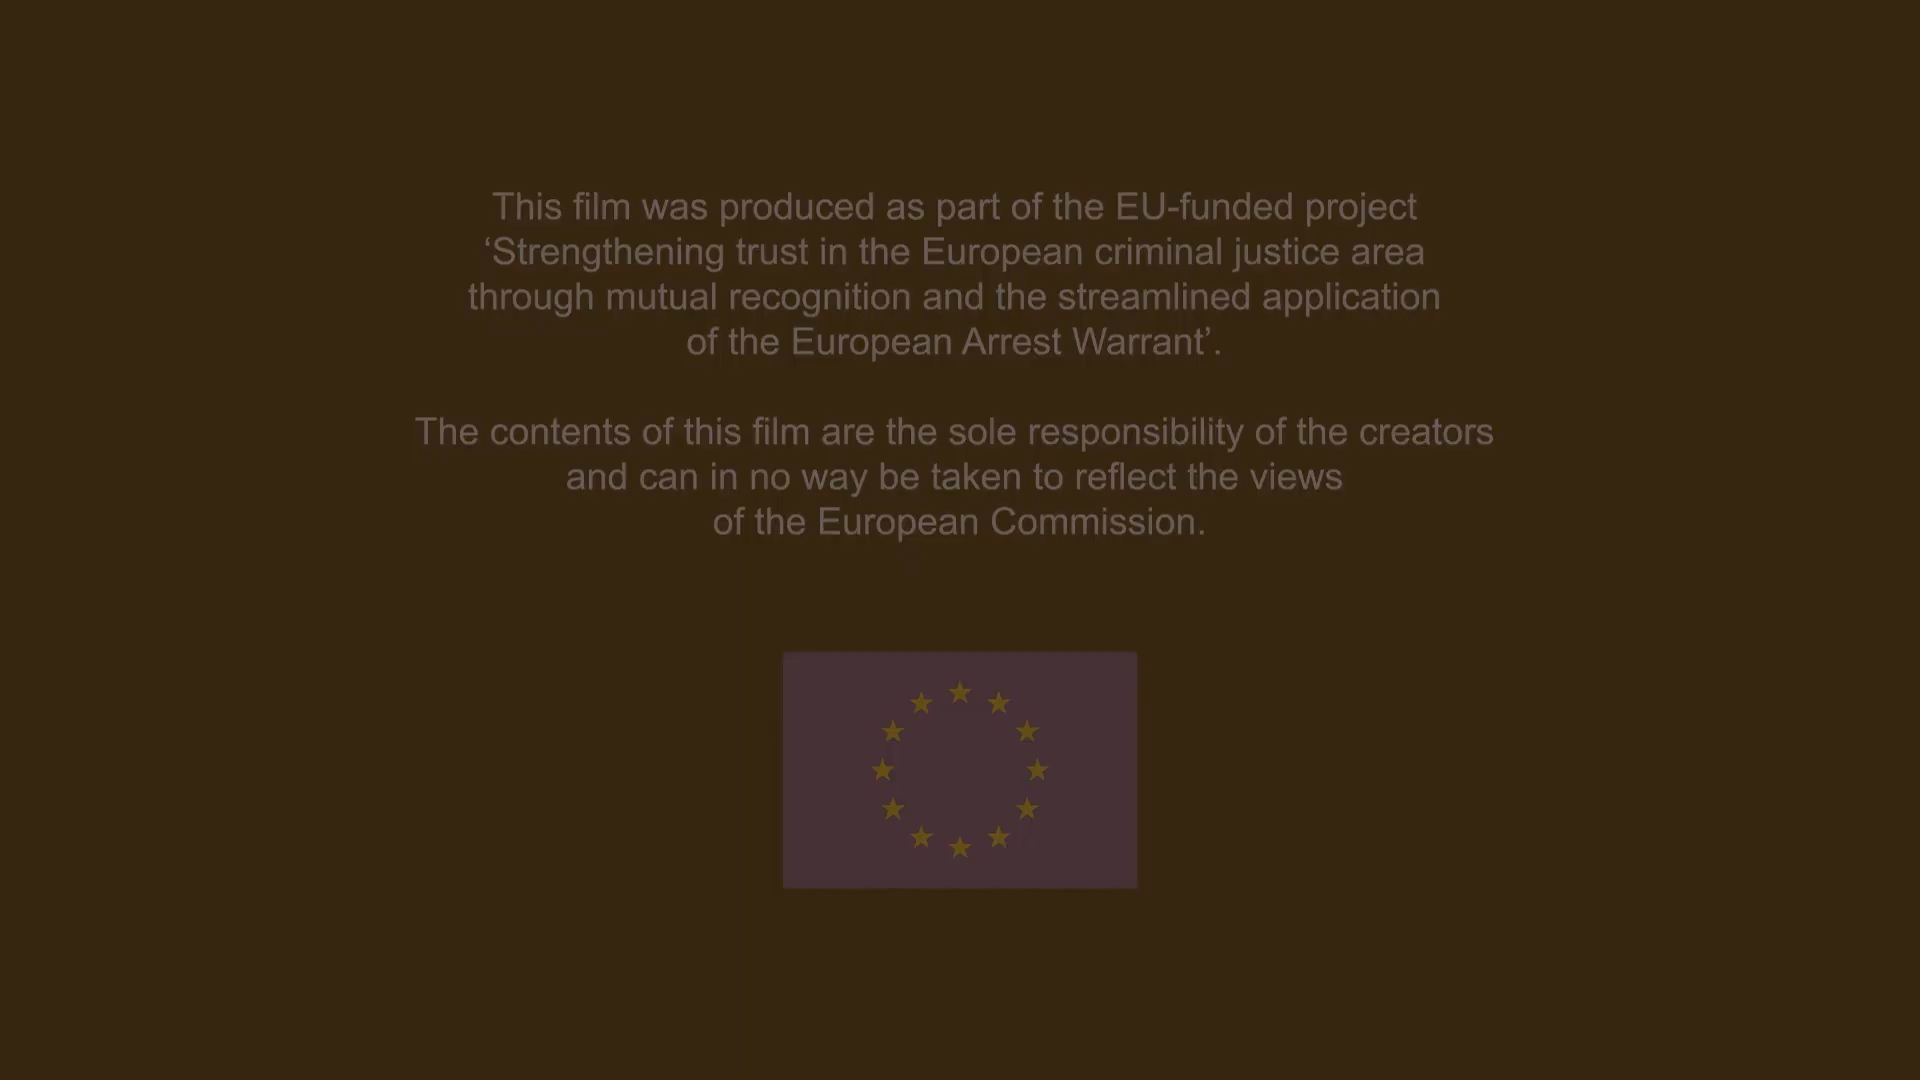 This film was produced as part of the EU-funded project
‘Strengthening trust in the European criminal justice area
through mutual recognition and the streamlined application
of the European Arrest Warrant’.
The contents of this film are the sole responsibility of the creators
and can in no way be taken to reflect the views
of the European Commission.